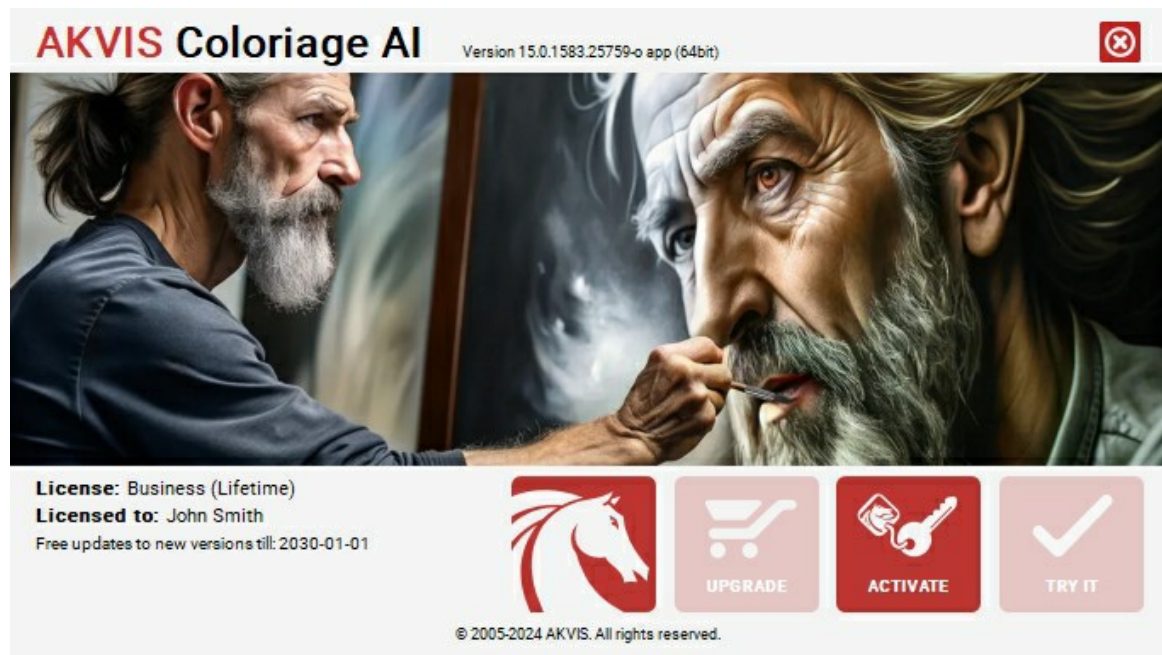 AKVIS Coloriage AI Version 15.0.1583.25759-o app (64bit)
License: Business (Lifetime)
Licensed to: John Smith
Free updates to new versions till: 2030-01-01
UPGRADE ACTIVATE TRY IT
© 2005-2024 AKVIS. All rights reserved.